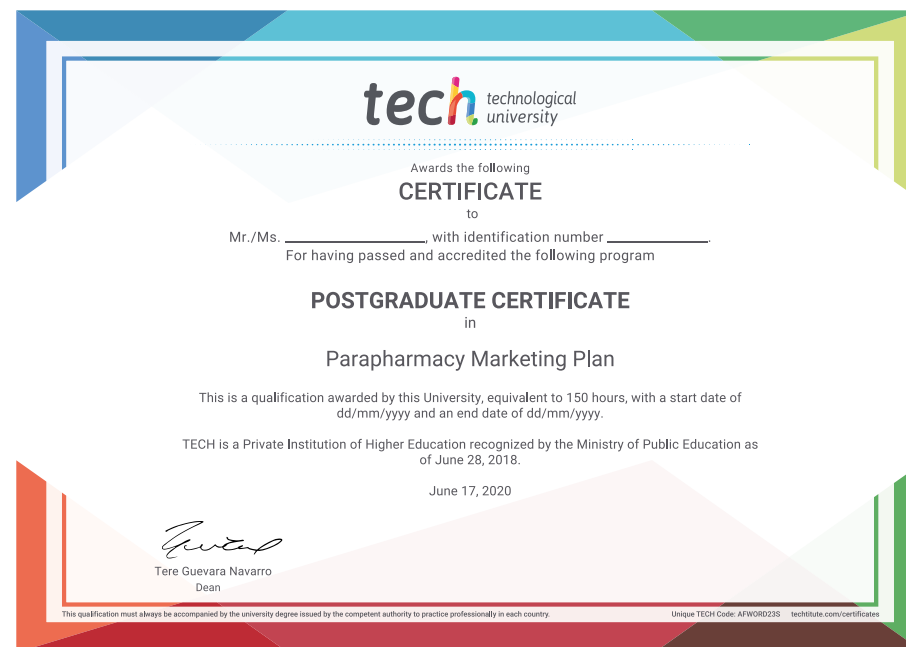 tech technological
university
Awards the following
CERTIFICATE
to
Mr./Ms. ____________, with identification number ____________.
For having passed and accredited the following program
POSTGRADUATE CERTIFICATE
in
Parapharmacy Marketing Plan
This is a qualification awarded by this University, equivalent to 150 hours, with a start date of
dd/mm/yyyy and an end date of dd/mm/yyyy.
TECH is a Private Institution of Higher Education recognized by the Ministry of Public Education as
of June 28, 2018.
June 17, 2020
Tere Guevara Navarro
Dean
This qualification must always be accompanied by the university degree issued by the competent authority to practice professionally in each country. Unique TECH Code: AFWORD23S techtitute.com/certificates